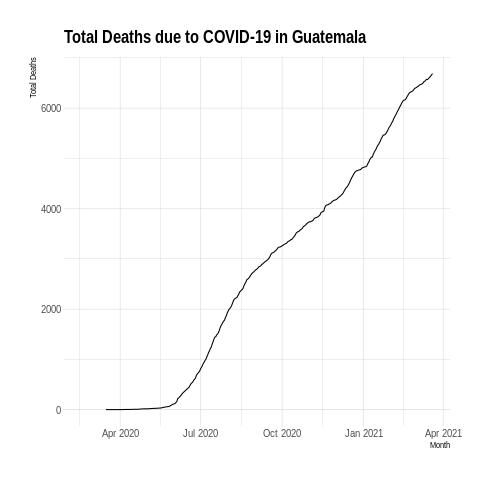 Total Deaths due to COVID-19 in Guatemala
Total Deaths
6000
4000
2000
0
Apr 2020 Jul 2020 Oct 2020 Jan 2021 Apr 2021
Month